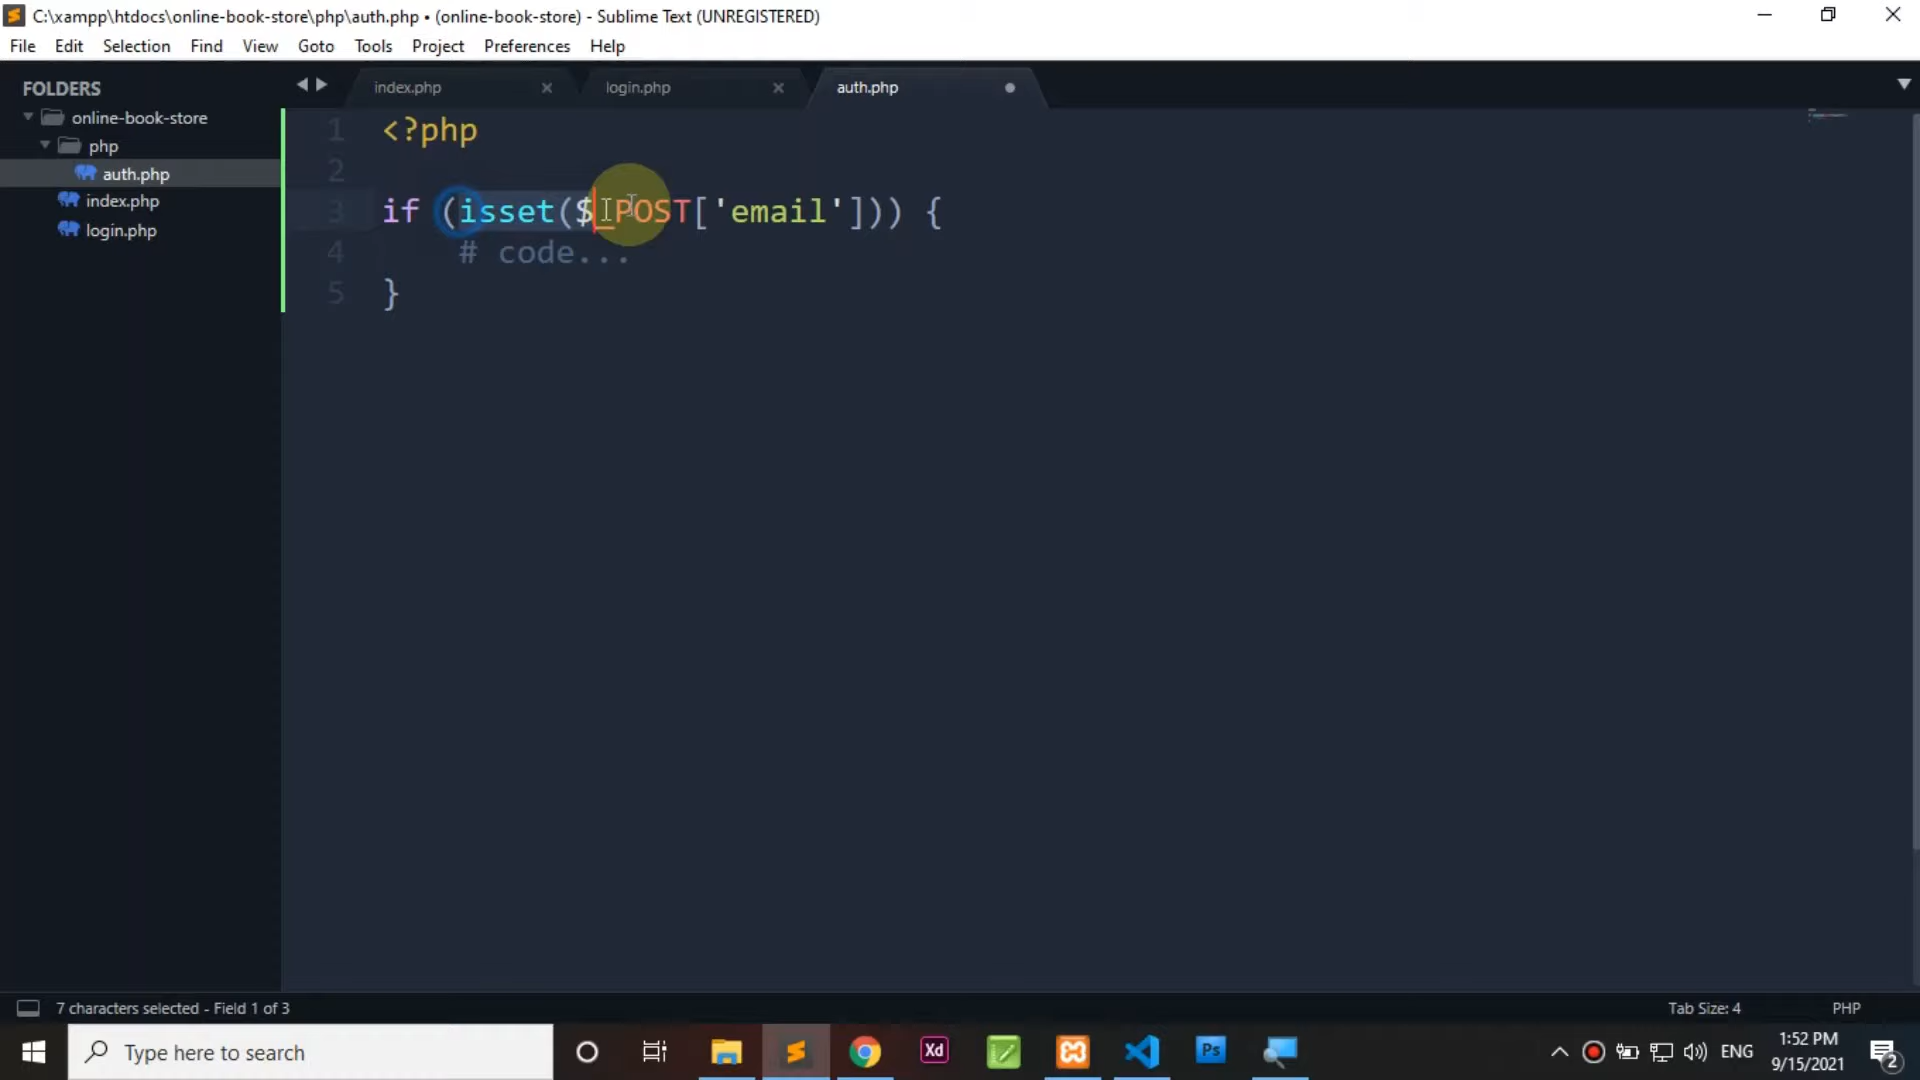 C:\xampp\htdocs\online-book-store\php\auth.php • (online-book-store) - Sublime Text (UNREGISTERED)
File Edit Selection Find View Goto Tools Project Preferences Help
FOLDERS
online-book-store
php
auth.php
index.php
login.php
index.php login.php auth.php
1 <?php
2
3 if (isset($_POST['email'])) {
4 # code...
5 }
7 characters selected - Field 1 of 3
Tab Size: 4
PHP
Type here to search
Xd
Ps
ENG
1:52 PM
9/15/2021
2